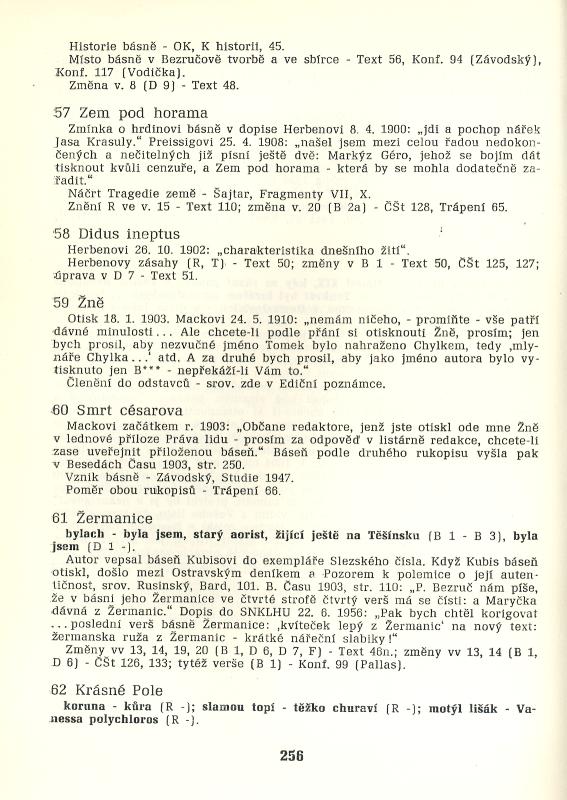 Historie básně - OK, K historii, 45.
Místo básně v Bezručově tvorbě a ve sbírce - Text 56, Konf. 94 (Závodský),
Konf. 117 (Vodička).
Změna v. 8 (D 9) - Text 48.
57 Zem pod horama
Zmínka o hrdinovi básně v dopise Herbenovi 8. 4. 1900: „jdi a pochop nářek
Jasa Krasuly.“ Preissigovi 25. 4. 1908: „našel jsem mezi celou řadou nedokon-
čených a nečitelných již písní ještě dvě: Markýz Géro, jehož se bojím dát
tisknout kvůli cenzuře, a Zem pod horama - která by se mohla dodatečně za-
řadit.“
Náčrt Tragedie země - Šajtar, Fragmenty VII, X.
Znění R ve v. 15 - Text 110; změna v. 20 (B 2a) - ČŠt 128, Trápení 65.
58 Didus ineptus
Herbenovi 26. 10. 1902: „charakteristika dnešního žití“.
Herbenovy zásahy (R, T) - Text 50; změny v B 1 - Text 50, ČŠt 125, 127;
úprava v D 7 - Text 51.
59 Žně
Otisk 18. 1. 1903. Mackovi 24. 5. 1910: „nemám ničeho, - promiňte - vše patří
dávné minulosti... Ale chcete-li podle přání si otisknouti Žně, prosím; jen
bych prosil, aby nezvučné jméno Tomek bylo nahraženo Chylkem, tedy ‚mly-
náře Chylka...‘ atd. A za druhé bych prosil, aby jako jméno autora bylo vy-
tisknuto jen B*** - nepřekáží-li Vám to.“
Členění do odstavců - srov. zde v Ediční poznámce.
60 Smrt césarova
Mackovi začátkem r. 1903: „Občane redaktore, jenž jste otiskl ode mne Žně
v lednové příloze Práva lidu - prosím za odpověď v listárně redakce, chcete-li
zase uveřejnit přiloženou báseň.“ Báseň podle druhého rukopisu vyšla pak
v Besedách Času 1903, str. 250.
Vznik básně - Závodský, Studie 1947.
Poměr obou rukopisů - Trápení 66.
61 Žermanice
bylach - byla jsem, starý aorist, žijící ještě na Těšínsku (B 1 - B 3), byla
jsem (D 1 -).
Autor vepsal báseň Kubisovi do exempláře Slezského čísla. Když Kubis báseň
otiskl, došlo mezi Ostravským deníkem a Pozorem k polemice o její auten-
tičnost, srov. Rusinský, Bard, 101. B. Času 1903, str. 110: „P. Bezruč nám píše,
že v básni jeho Žermanice ve čtvrté strofě čtvrtý verš má se čísti: a Maryčka
dávná z Žermanic.“ Dopis do SNKLHU 22. 6. 1956: „Pak bych chtěl korigovat
...poslední verš básně Žermanice: ‚kvíteček lepý z Žermanic‘ na nový text:
žermanska ruža z Žermanic - krátké nářeční slabiky!“
Změny vv 13, 14, 19, 20 (B 1, D 6, D 7, F) - Text 46n.; změny vv 13, 14 (B 1,
D 6) - ČŠt 126, 133; tytéž verše (B 1) - Konf. 99 (Pallas).
62 Krásné Pole
koruna - kůra (R -); slamou topí - těžko churaví (R -); motýl lišák - Va-
nessa polychloros (R -).
256